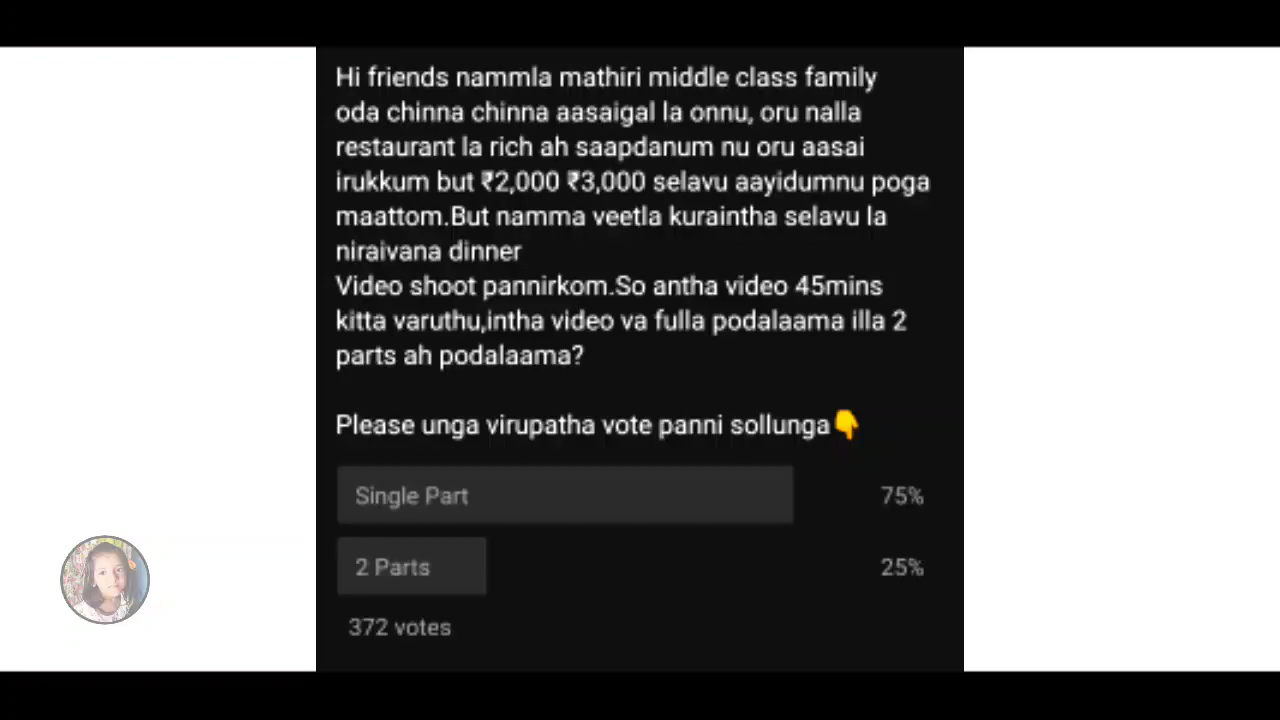 Hi friends nammla mathiri middle class family
oda chinna chinna aasaigal la onnu, oru nalla
restaurant la rich ah saapdanum nu oru aasai
irukkum but ₹2,000 ₹3,000 selavu aayidumnu poga
maattom.But namma veetla kuraintha selavu la
niraivana dinner
Video shoot pannirkom.So antha video 45mins
kitta varuthu,intha video va fulla podalaama illa 2
parts ah podalaama?
Please unga virupatha vote panni sollunga👇
Single Part 75%
2 Parts 25%
372 votes